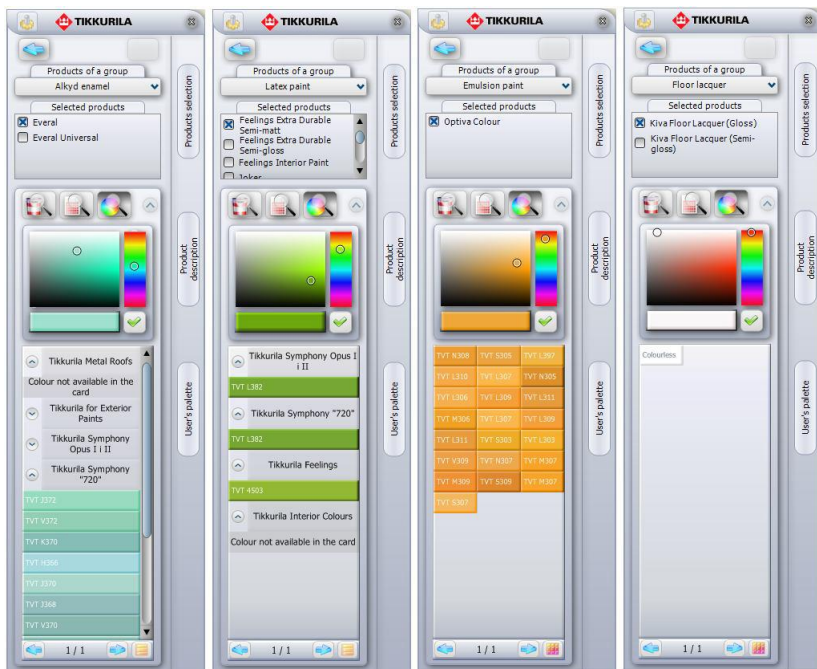 TIKKURILA
Products of a group
Alkyd enamel
Selected products
Everal
Everal Universal
Products selection
Product
description
User's palette
Tikkurila Metal Roofs
Colour not available in the
card
Tikkurila for Exterior
Paints
Tikkurila Symphony
Opus I i II
Tikkurila Symphony
"720"
TVT J372
TVT V372
TVT K370
TVT H366
TVT J370
TVT J368
TVT V370
1 / 1
TIKKURILA
Products of a group
Latex paint
Selected products
Feelings Extra Durable
Semi-matt
Feelings Extra Durable
Semi-gloss
Feelings Interior Paint
Joker
Products selection
Product
description
User's palette
Tikkurila Symphony Opus I
i II
TVT L382
Tikkurila Symphony "720"
TVT L382
Tikkurila Feelings
TVT 4503
Tikkurila Interior Colours
Colour not available in the card
1 / 1
TIKKURILA
Products of a group
Emulsion paint
Selected products
Optiva Colour
Products selection
Product
description
User's palette
TVT N308 TVT S305 TVT L397
TVT L310 TVT L307 TVT N305
TVT L306 TVT L309 TVT L311
TVT M306 TVT L307 TVT L309
TVT L311 TVT S303 TVT L303
TVT V309 TVT N307 TVT M307
TVT M309 TVT S309 TVT M307
TVT S307
1 / 1
TIKKURILA
Products of a group
Floor lacquer
Selected products
Kiva Floor Lacquer (Gloss)
Kiva Floor Lacquer (Semi-
gloss)
Products selection
Product
description
User's palette
Colourless
1 / 1